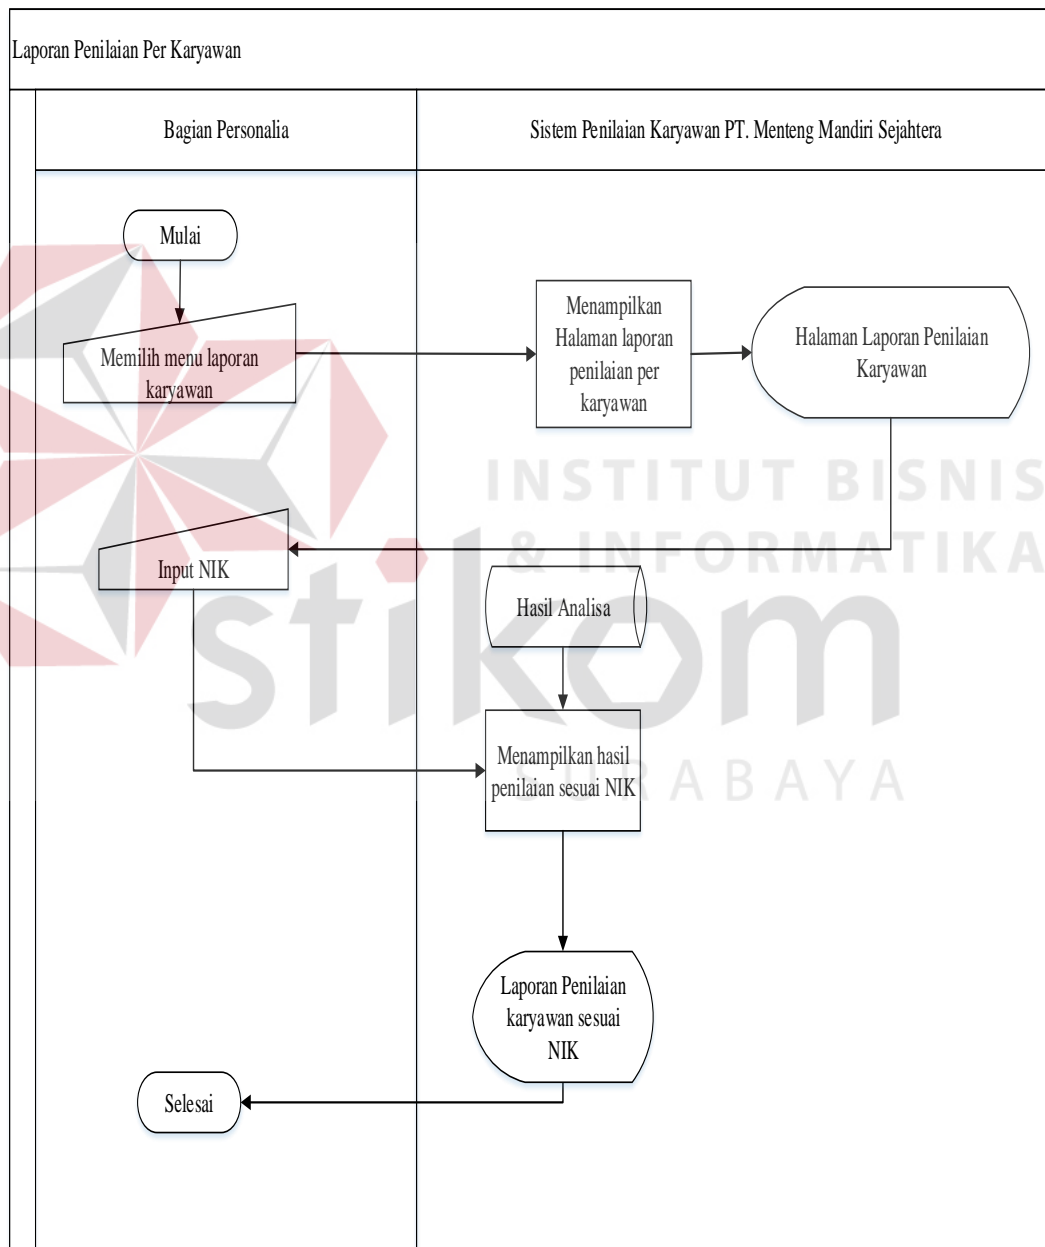 Laporan Penilaian Per Karyawan
Bagian Personalia
Sistem Penilaian Karyawan PT. Menteng Mandiri Sejahtera
Mulai
Memilih menu laporan
karyawan
Menampilkan
Halaman laporan
penilaian per
karyawan
Halaman Laporan Penilaian
Karyawan
INSTITUT BISNIS
& INFORMATIKA
Input NIK
Hasil Analisa
stikom
Menampilkan hasil
penilaian sesuai NIK
SURABAYA
Laporan Penilaian
karyawan sesuai
NIK
Selesai